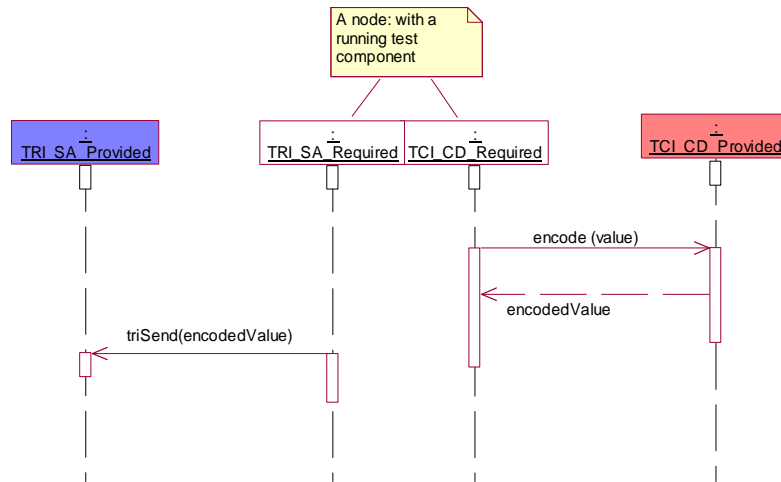 A node: with a
running test
component
:
TRI_SA_Provided
:
TRI_SA_Required
:
TCI_CD_Required
:
TCI_CD_Provided
encode (value)
encodedValue
triSend(encodedValue)